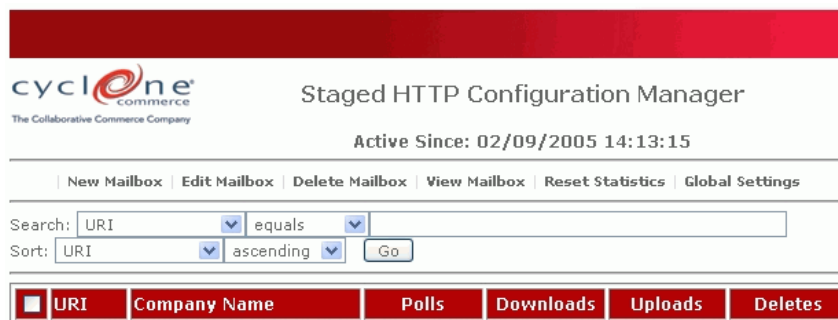 cyclone
commerce
The Collaborative Commerce Company
Staged HTTP Configuration Manager
Active Since: 02/09/2005 14:13:15
| New Mailbox | Edit Mailbox | Delete Mailbox | View Mailbox | Reset Statistics | Global Settings
Search: URI equals
Sort: URI ascending Go
URI Company Name Polls Downloads Uploads Deletes